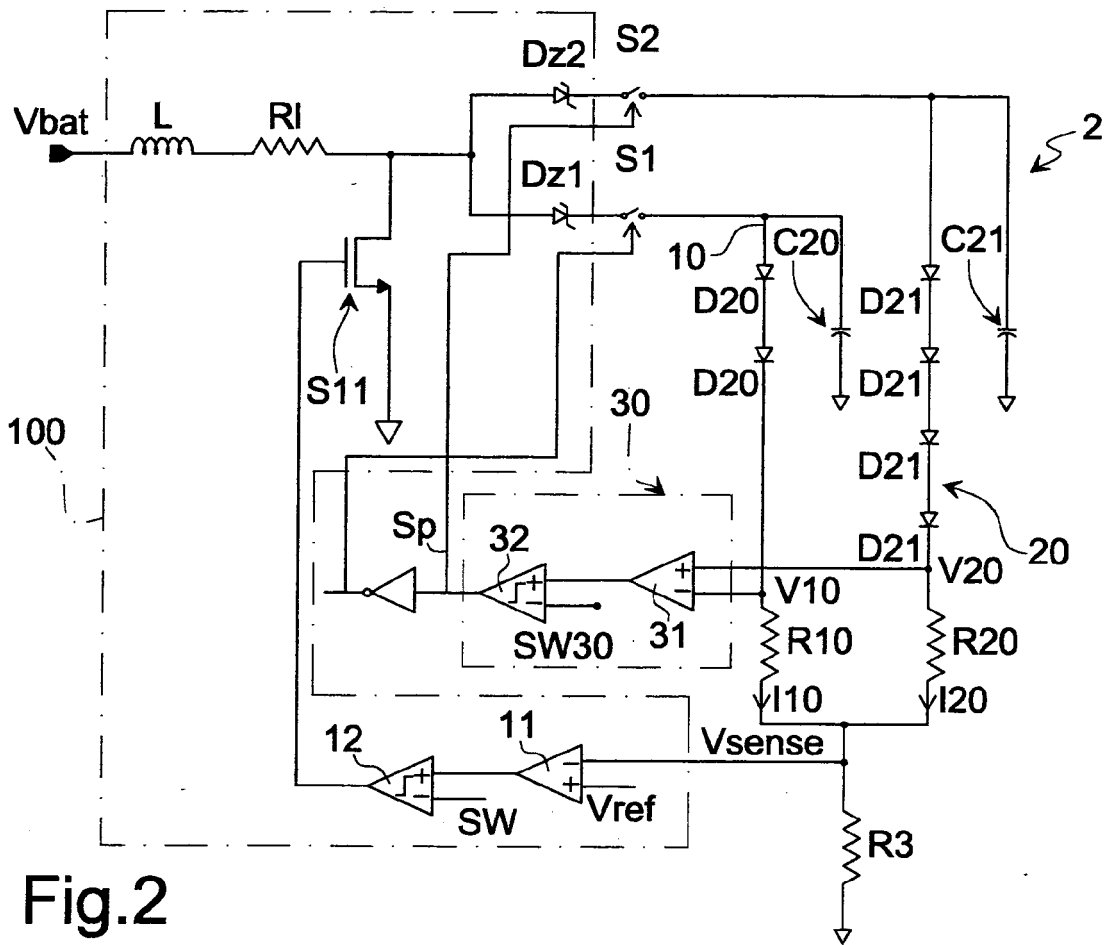 S2
Dz2
Vbat
L
Rl
2
S1
Dz1
10
C20
C21
D20
D21
S11
D20
D21
30
100
D21
Sp
32
20
D21
V20
31
V10
SW30
R10
R20
I10
I20
12
11
Vsense
SW
Vref
R3
+
−
+
−
−
+
+
−
Fig.2